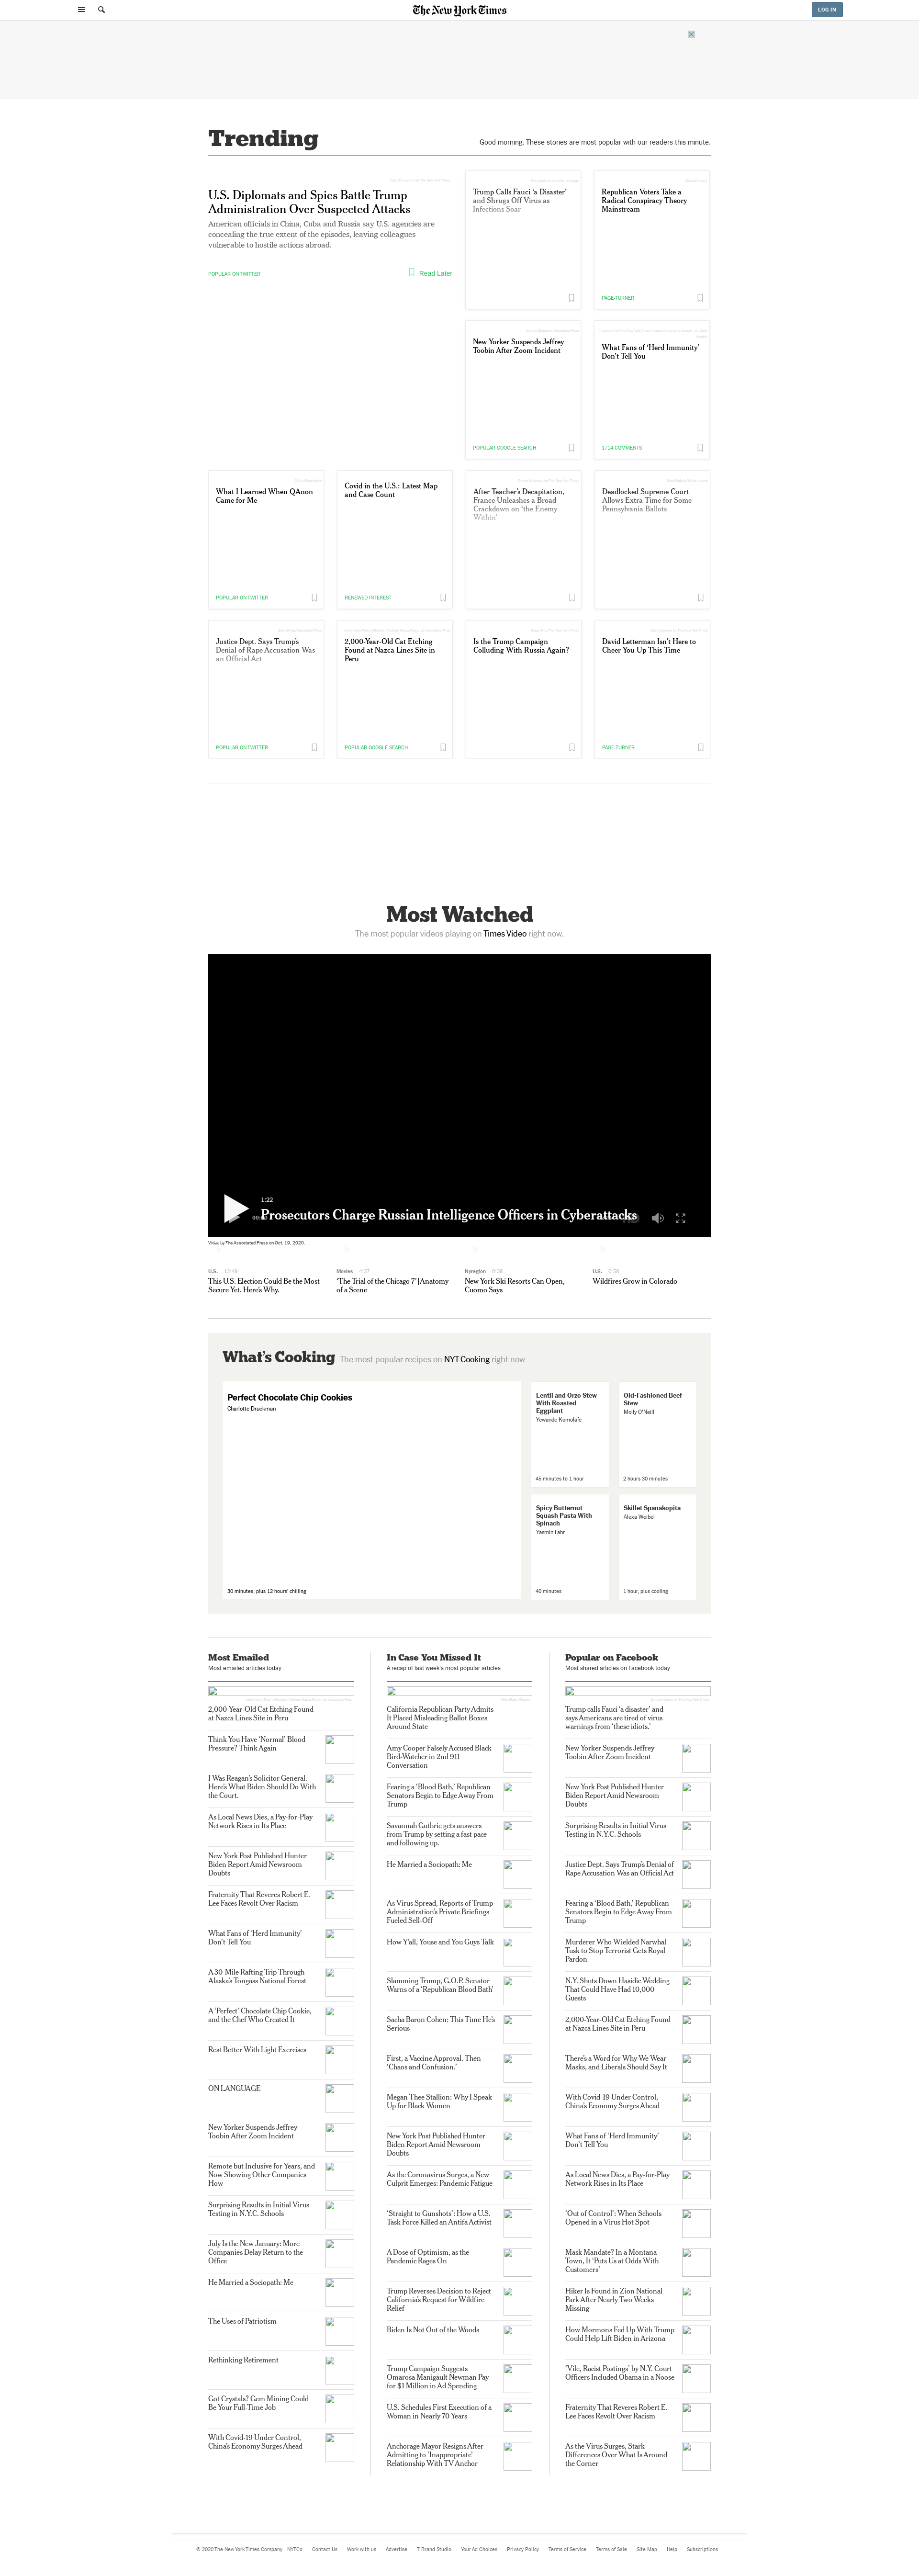 The New York Times
LOG IN
Trending
Good morning. These stories are most popular with our readers this minute.
U.S. Diplomats and Spies Battle Trump
Administration Over Suspected Attacks
American officials in China, Cuba and Russia say U.S. agencies are
concealing the true extent of the episodes, leaving colleagues
vulnerable to hostile actions abroad.
POPULAR ON TWITTER
Read Later
Trump Calls Fauci ‘a Disaster’
and Shrugs Off Virus as
Infections Soar
Republican Voters Take a
Radical Conspiracy Theory
Mainstream
PAGE-TURNER
New Yorker Suspends Jeffrey
Toobin After Zoom Incident
POPULAR GOOGLE SEARCH
What Fans of ‘Herd Immunity’
Don’t Tell You
1714 COMMENTS
What I Learned When QAnon
Came for Me
POPULAR ON TWITTER
Covid in the U.S.: Latest Map
and Case Count
RENEWED INTEREST
After Teacher’s Decapitation,
France Unleashes a Broad
Crackdown on ‘the Enemy
Within’
Deadlocked Supreme Court
Allows Extra Time for Some
Pennsylvania Ballots
Justice Dept. Says Trump’s
Denial of Rape Accusation Was
an Official Act
POPULAR ON TWITTER
2,000-Year-Old Cat Etching
Found at Nazca Lines Site in
Peru
POPULAR GOOGLE SEARCH
Is the Trump Campaign
Colluding With Russia Again?
David Letterman Isn’t Here to
Cheer You Up This Time
PAGE-TURNER
Most Watched
The most popular videos playing on Times Video right now.
1:22
Prosecutors Charge Russian Intelligence Officers in Cyberattacks
Video by The Associated Press on Oct. 19, 2020.
U.S. 12:49
This U.S. Election Could Be the Most
Secure Yet. Here’s Why.
Movies 4:37
‘The Trial of the Chicago 7’ | Anatomy
of a Scene
Nyregion 0:38
New York Ski Resorts Can Open,
Cuomo Says
U.S. 0:58
Wildfires Grow in Colorado
What’s Cooking The most popular recipes on NYT Cooking right now
Perfect Chocolate Chip Cookies
Charlotte Druckman
30 minutes, plus 12 hours' chilling
Lentil and Orzo Stew
With Roasted
Eggplant
Yewande Komolafe
45 minutes to 1 hour
Old-Fashioned Beef
Stew
Molly O'Neill
2 hours 30 minutes
Spicy Butternut
Squash Pasta With
Spinach
Yasmin Fahr
40 minutes
Skillet Spanakopita
Alexa Weibel
1 hour, plus cooling
Most Emailed
Most emailed articles today
2,000-Year-Old Cat Etching Found
at Nazca Lines Site in Peru
Think You Have ‘Normal’ Blood
Pressure? Think Again
I Was Reagan’s Solicitor General.
Here’s What Biden Should Do With
the Court.
As Local News Dies, a Pay-for-Play
Network Rises in Its Place
New York Post Published Hunter
Biden Report Amid Newsroom
Doubts
Fraternity That Reveres Robert E.
Lee Faces Revolt Over Racism
What Fans of ‘Herd Immunity’
Don’t Tell You
A 30-Mile Rafting Trip Through
Alaska’s Tongass National Forest
A ‘Perfect’ Chocolate Chip Cookie,
and the Chef Who Created It
Rest Better With Light Exercises
ON LANGUAGE
New Yorker Suspends Jeffrey
Toobin After Zoom Incident
Remote but Inclusive for Years, and
Now Showing Other Companies
How
Surprising Results in Initial Virus
Testing in N.Y.C. Schools
July Is the New January: More
Companies Delay Return to the
Office
He Married a Sociopath: Me
The Uses of Patriotism
Rethinking Retirement
Got Crystals? Gem Mining Could
Be Your Full-Time Job
With Covid-19 Under Control,
China’s Economy Surges Ahead
In Case You Missed It
A recap of last week's most popular articles
California Republican Party Admits
It Placed Misleading Ballot Boxes
Around State
Amy Cooper Falsely Accused Black
Bird-Watcher in 2nd 911
Conversation
Fearing a ‘Blood Bath,’ Republican
Senators Begin to Edge Away From
Trump
Savannah Guthrie gets answers
from Trump by setting a fast pace
and following up.
He Married a Sociopath: Me
As Virus Spread, Reports of Trump
Administration’s Private Briefings
Fueled Sell-Off
How Y’all, Youse and You Guys Talk
Slamming Trump, G.O.P. Senator
Warns of a ‘Republican Blood Bath’
Sacha Baron Cohen: This Time He’s
Serious
First, a Vaccine Approval. Then
‘Chaos and Confusion.’
Megan Thee Stallion: Why I Speak
Up for Black Women
New York Post Published Hunter
Biden Report Amid Newsroom
Doubts
As the Coronavirus Surges, a New
Culprit Emerges: Pandemic Fatigue
‘Straight to Gunshots’: How a U.S.
Task Force Killed an Antifa Activist
A Dose of Optimism, as the
Pandemic Rages On
Trump Reverses Decision to Reject
California’s Request for Wildfire
Relief
Biden Is Not Out of the Woods
Trump Campaign Suggests
Omarosa Manigault Newman Pay
for $1 Million in Ad Spending
U.S. Schedules First Execution of a
Woman in Nearly 70 Years
Anchorage Mayor Resigns After
Admitting to ‘Inappropriate’
Relationship With TV Anchor
Popular on Facebook
Most shared articles on Facebook today
Trump calls Fauci ‘a disaster’ and
says Americans are tired of virus
warnings from ‘these idiots.’
New Yorker Suspends Jeffrey
Toobin After Zoom Incident
New York Post Published Hunter
Biden Report Amid Newsroom
Doubts
Surprising Results in Initial Virus
Testing in N.Y.C. Schools
Justice Dept. Says Trump’s Denial of
Rape Accusation Was an Official Act
Fearing a ‘Blood Bath,’ Republican
Senators Begin to Edge Away From
Trump
Murderer Who Wielded Narwhal
Tusk to Stop Terrorist Gets Royal
Pardon
N.Y. Shuts Down Hasidic Wedding
That Could Have Had 10,000
Guests
2,000-Year-Old Cat Etching Found
at Nazca Lines Site in Peru
There’s a Word for Why We Wear
Masks, and Liberals Should Say It
With Covid-19 Under Control,
China’s Economy Surges Ahead
What Fans of ‘Herd Immunity’
Don’t Tell You
As Local News Dies, a Pay-for-Play
Network Rises in Its Place
‘Out of Control’: When Schools
Opened in a Virus Hot Spot
Mask Mandate? In a Montana
Town, It ‘Puts Us at Odds With
Customers’
Hiker Is Found in Zion National
Park After Nearly Two Weeks
Missing
How Mormons Fed Up With Trump
Could Help Lift Biden in Arizona
‘Vile, Racist Postings’ by N.Y. Court
Officers Included Obama in a Noose
Fraternity That Reveres Robert E.
Lee Faces Revolt Over Racism
As the Virus Surges, Stark
Differences Over What Is Around
the Corner
© 2020 The New York Times Company NYTCo Contact Us Work with us Advertise T Brand Studio Your Ad Choices Privacy Policy Terms of Service Terms of Sale Site Map Help Subscriptions